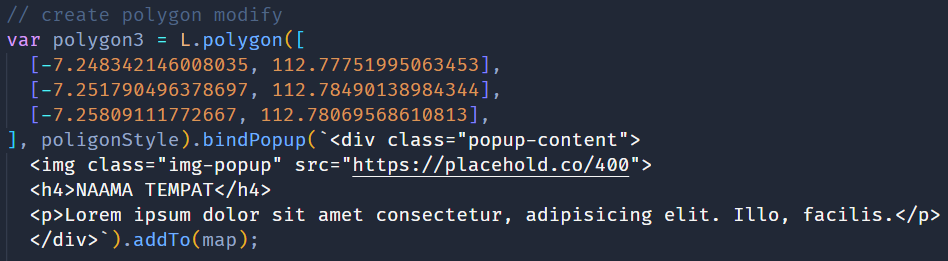 // create polygon modify
var polygon3 = L.polygon([
  [-7.248342146008035, 112.77751995063453],
  [-7.251790496378697, 112.78490138984344],
  [-7.25809111772667, 112.78069568610813],
], poligonStyle).bindPopup(`<div class="popup-content">
  <img class="img-popup" src="https://placehold.co/400">
  <h4>NAAMA TEMPAT</h4>
  <p>Lorem ipsum dolor sit amet consectetur, adipisicing elit. Illo, facilis.</p>
  </div>`).addTo(map);